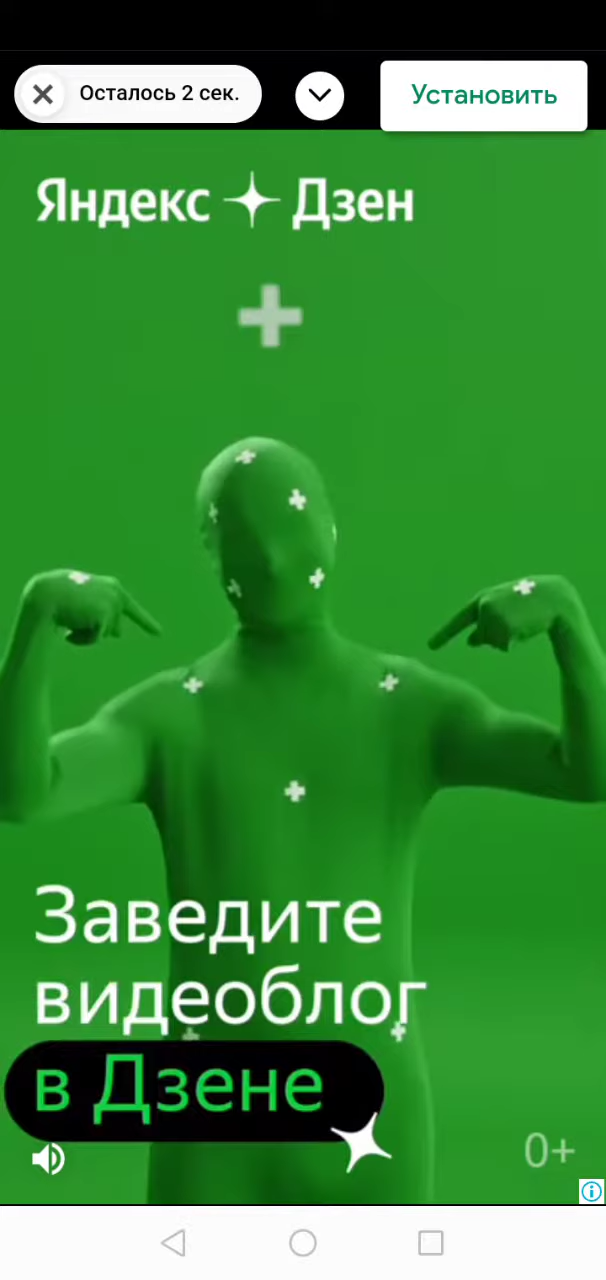 Осталось 2 сек.
Установить
Яндекс Дзен
Заведите
видеоблог
в Дзене
0+